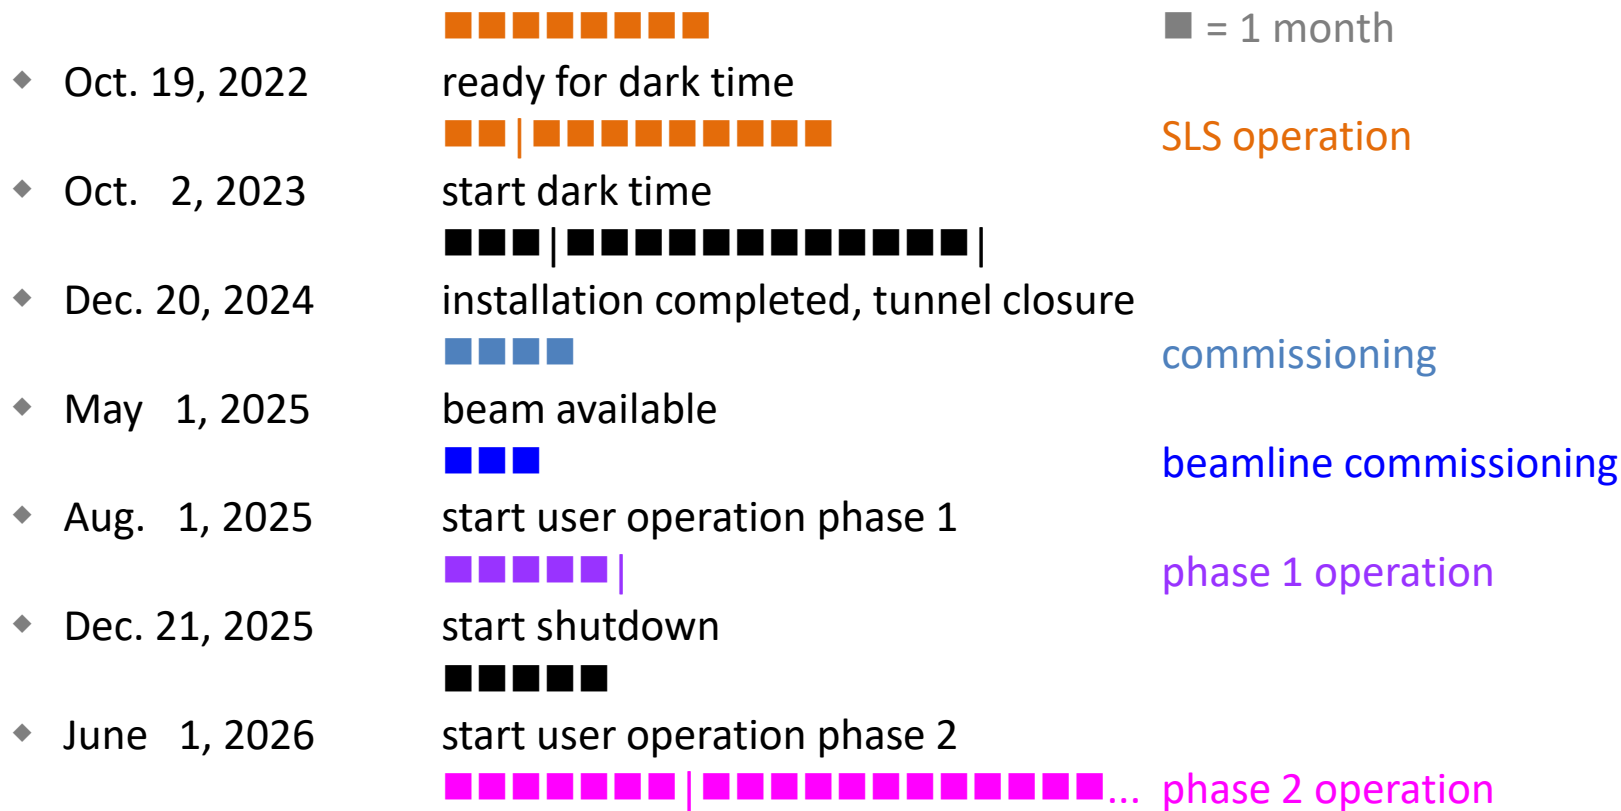 ■■■■■■■■ ■ = 1 month
◆ Oct. 19, 2022 ready for dark time
■■|■■■■■■■■■ SLS operation
◆ Oct. 2, 2023 start dark time
■■■|■■■■■■■■■■■■|
◆ Dec. 20, 2024 installation completed, tunnel closure
■■■■ commissioning
◆ May 1, 2025 beam available
■■■ beamline commissioning
◆ Aug. 1, 2025 start user operation phase 1
■■■■■| phase 1 operation
◆ Dec. 21, 2025 start shutdown
■■■■■
◆ June 1, 2026 start user operation phase 2
■■■■■■■|■■■■■■■■■■■■... phase 2 operation